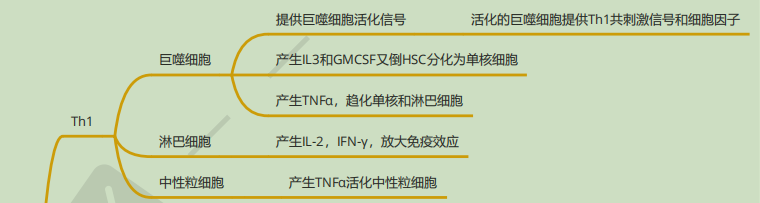 提供巨噬细胞活化信号
活化的巨噬细胞提供Th1共刺激信号和细胞因子
巨噬细胞
产生IL3和GMCSF又倒HSC分化为单核细胞
产生TNFα，趋化单核和淋巴细胞
Th1
淋巴细胞
产生IL-2，IFN-γ，放大免疫效应
中性粒细胞
产生TNFα活化中性粒细胞